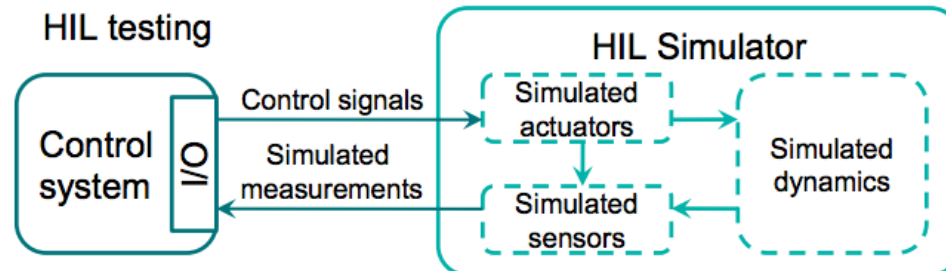 HIL testing
HIL Simulator
Control
system
I/O
Control signals
Simulated
measurements
Simulated
actuators
Simulated
sensors
Simulated
dynamics